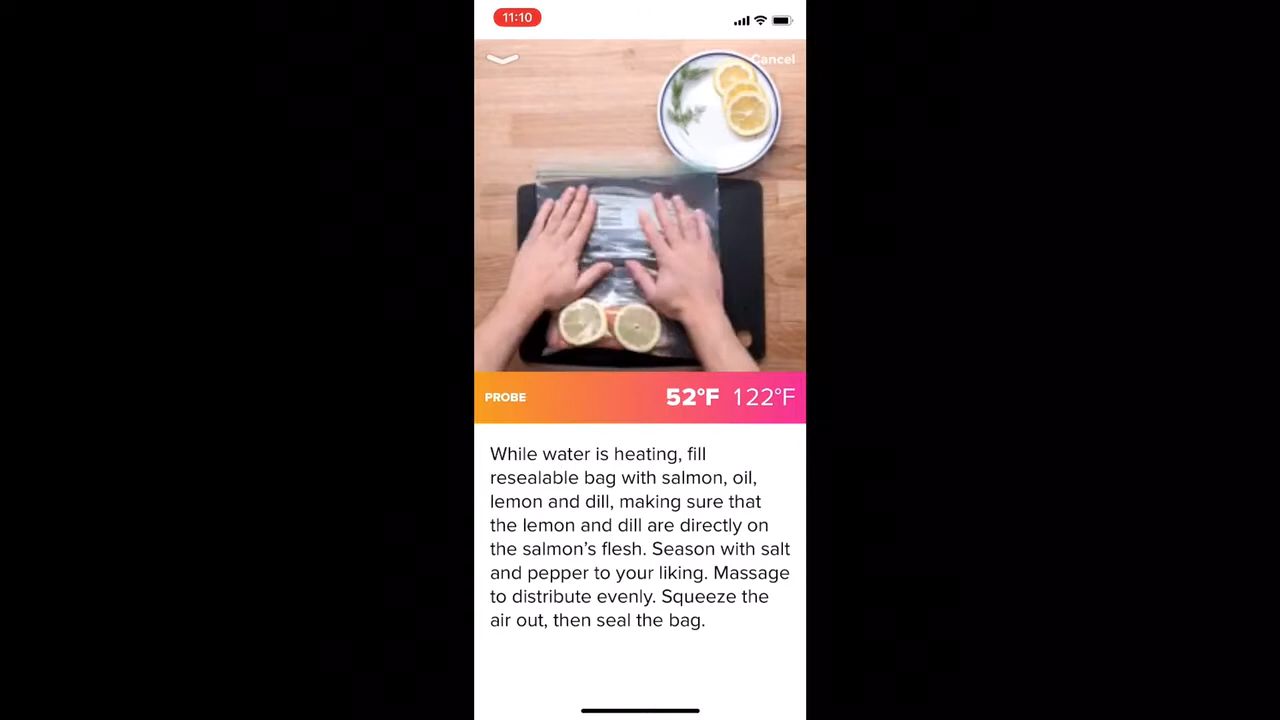 11:10
Cancel
PROBE 52°F 122°F
While water is heating, fill
resealable bag with salmon, oil,
lemon and dill, making sure that
the lemon and dill are directly on
the salmon's flesh. Season with salt
and pepper to your liking. Massage
to distribute evenly. Squeeze the
air out, then seal the bag.